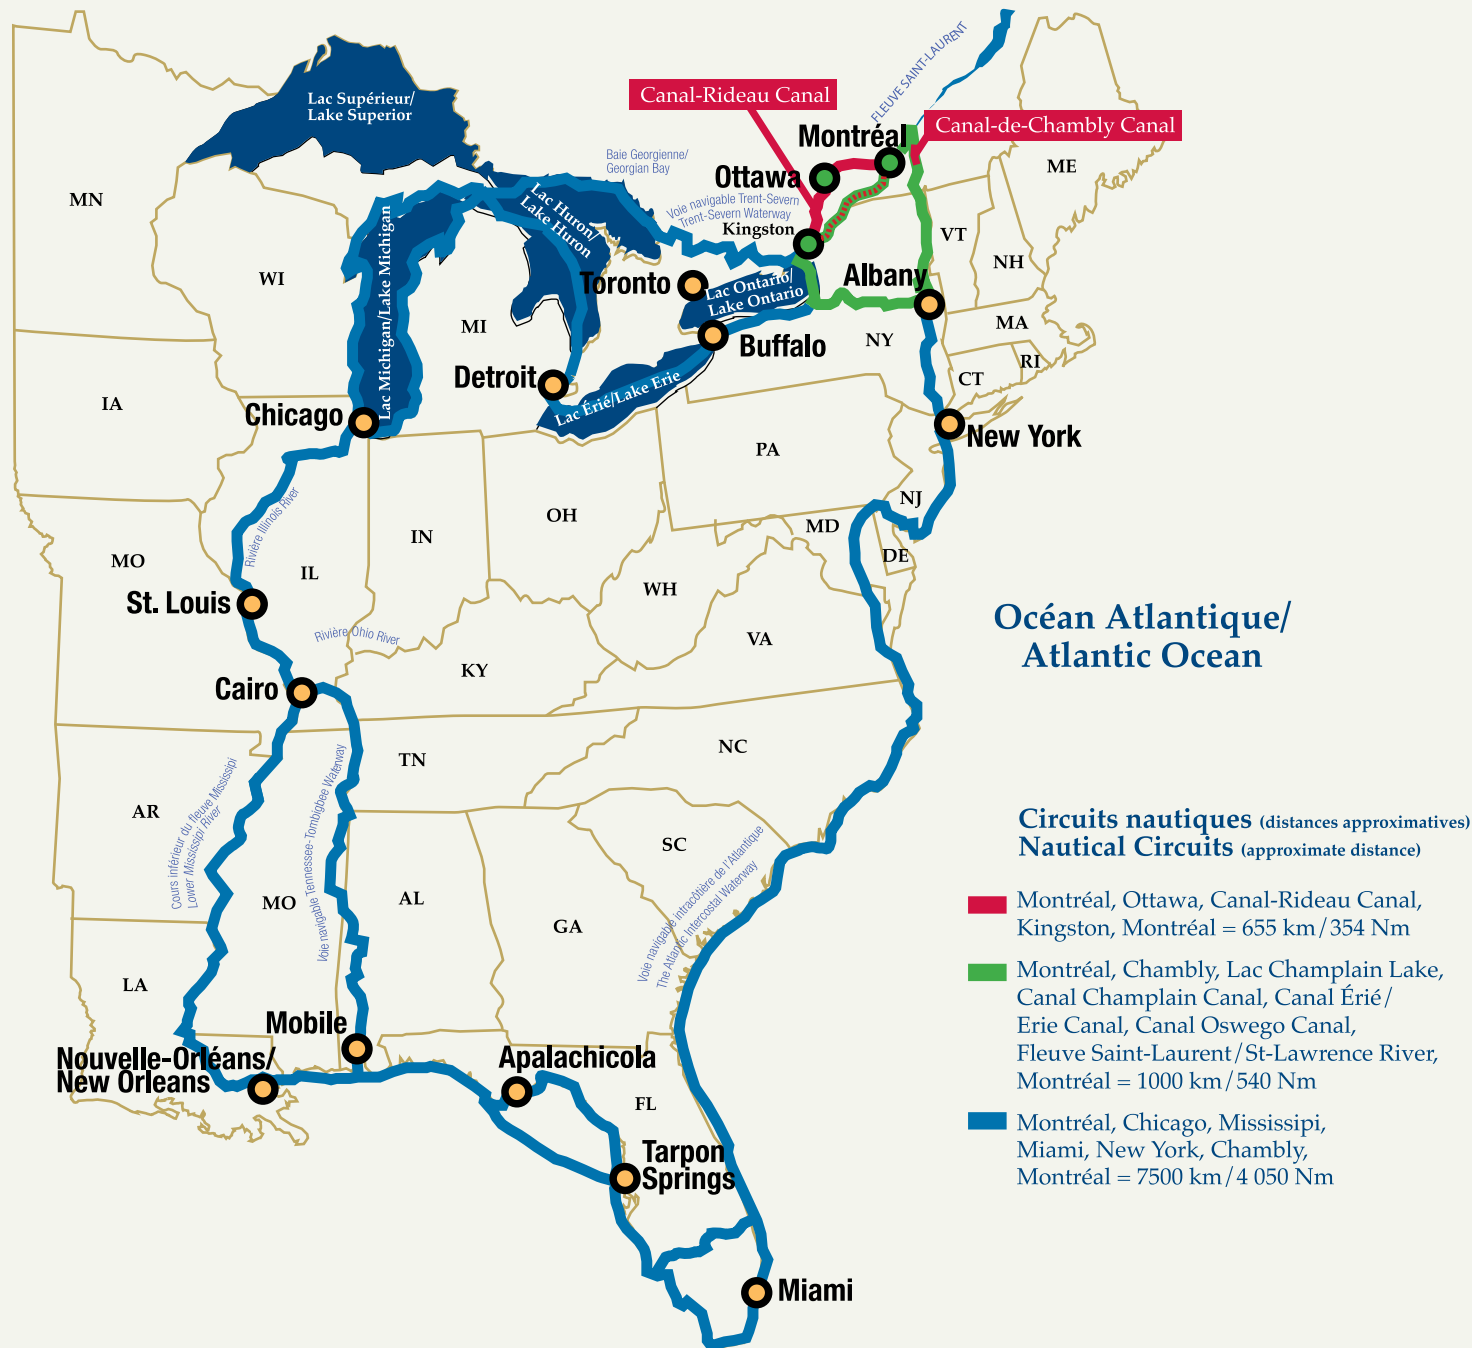 Lac Supérieur/
Lake Superior
Canal-Rideau Canal
FLEUVE SAINT-LAURENT
Canal-de-Chambly Canal
Montréal
Baie Georgienne/
Georgian Bay
Ottawa
ME
MN
Lac Huron/
Lake Huron
Voie navigable Trent-Severn
Trent-Severn Waterway
Kingston
VT
NH
WI
Lac Michigan/Lake Michigan
Toronto
Lac Ontario/
Lake Ontario
Albany
MI
MA
NY
Buffalo
RI
CT
Detroit
Lac Érié/Lake Erie
IA
Chicago
New York
PA
NJ
OH
MD
IN
Rivière Illinois River
DE
MO
IL
WH
St. Louis
Rivière Ohio River
VA
Océan Atlantique/
Atlantic Ocean
KY
Cairo
NC
TN
Cours inférieur du fleuve Mississipi
Lower Mississipi River
Voie navigable Tennessee-Tombigbee Waterway
AR
SC
Voie navigable intracôtière de l'Atlantique
The Atlantic Intercostal Waterway
MO
AL
GA
LA
Mobile
Nouvelle-Orléans/
New Orleans
Apalachicola
FL
Tarpon
Springs
Miami
Circuits nautiques (distances approximatives)
Nautical Circuits (approximate distance)
Montréal, Ottawa, Canal-Rideau Canal,
Kingston, Montréal = 655 km/354 Nm
Montréal, Chambly, Lac Champlain Lake,
Canal Champlain Canal, Canal Érié/
Erie Canal, Canal Oswego Canal,
Fleuve Saint-Laurent/St-Lawrence River,
Montréal = 1000 km/540 Nm
Montréal, Chicago, Mississipi,
Miami, New York, Chambly,
Montréal = 7500 km/4 050 Nm